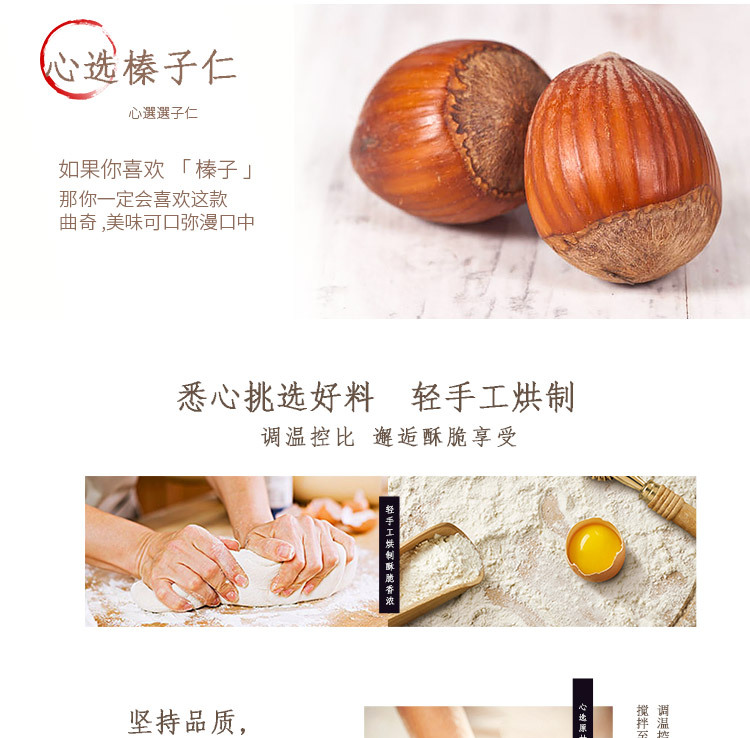 心选榛子仁
心選選子仁
如果你喜欢 「 榛子 」
那你一定会喜欢这款
曲奇 ,美味可口弥漫口中
悉心挑选好料 轻手工烘制
调温控比 邂逅酥脆享受
轻手工烘制酥脆香浓
坚持品质，
心选原
调温控
搅拌至